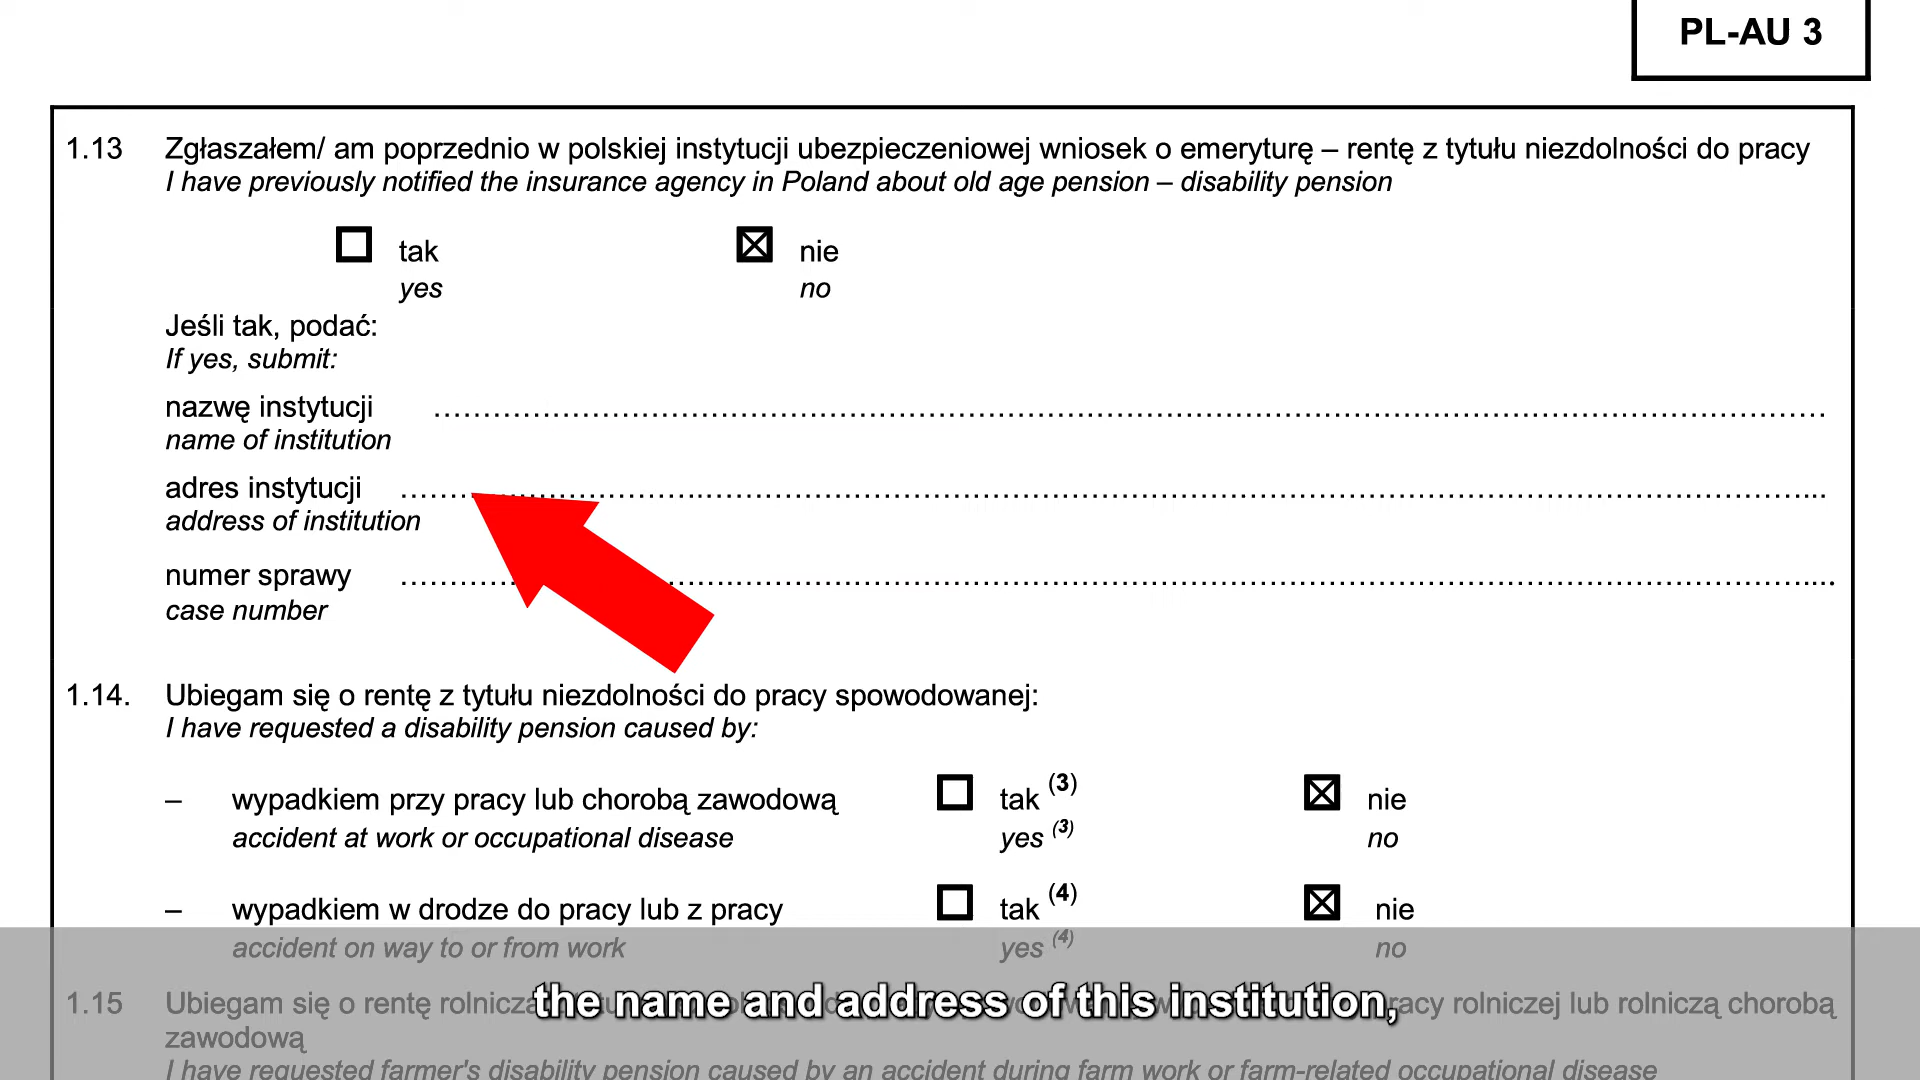 PL-AU 3
1.13 Zgłaszałem/ am poprzednio w polskiej instytucji ubezpieczeniowej wniosek o emeryturę – rentę z tytułu niezdolności do pracy
I have previously notified the insurance agency in Poland about old age pension – disability pension
tak nie
yes no
Jeśli tak, podać:
If yes, submit:
nazwę instytucji
name of institution
adres instytucji
address of institution
numer sprawy
case number
1.14. Ubiegam się o rentę z tytułu niezdolności do pracy spowodowanej:
I have requested a disability pension caused by:
– wypadkiem przy pracy lub chorobą zawodową tak (3) nie
accident at work or occupational disease yes (3) no
– wypadkiem w drodze do pracy lub z pracy tak (4) nie
accident on way to or from work yes (4) no
1.15 Ubiegam się o rentę rolniczą pracy rolniczej lub rolniczą chorobą
the name and address of this institution,
zawodową
I have requested farmer's disability pension caused by an accident during farm work or farm-related occupational disease